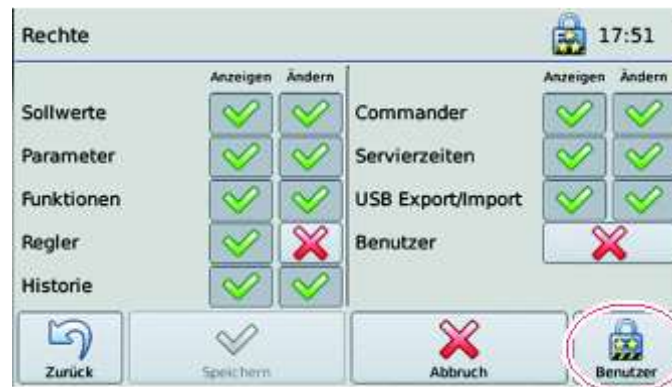 Rechte 17:51
Anzeigen Ändern
Sollwerte
Parameter
Funktionen
Regler
Historie
Anzeigen Ändern
Commander
Servierzeiten
USB Export/Import
Benutzer
Zurück
Speichern
Abbruch
Benutzer